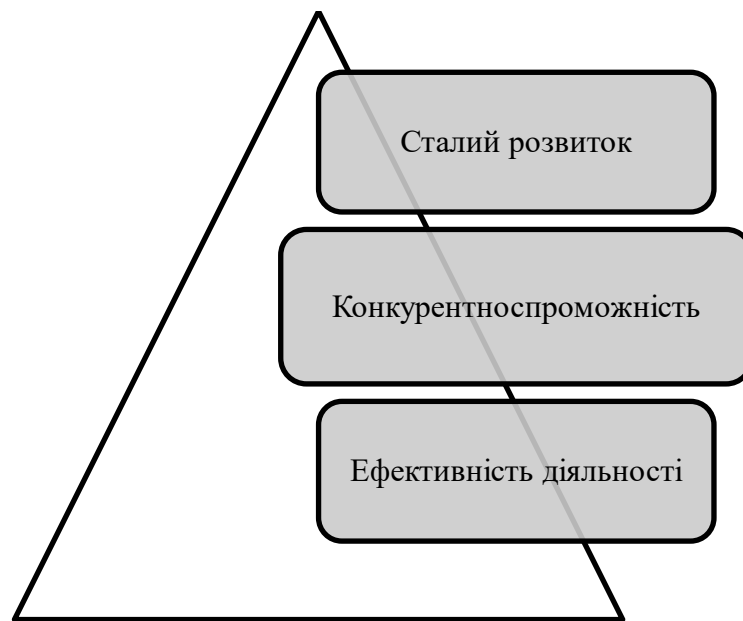 Сталий розвиток
Конкурентноспроможність
Ефективність діяльності